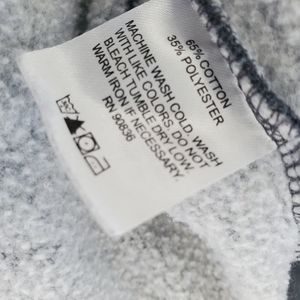 65% COTTON
35% POLYESTER
MACHINE WASH COLD, WASH
WITH LIKE COLORS. DO NOT
BLEACH TUMBLE DRY LOW.
WARM IRON IF NECESSARY.
RN 90836